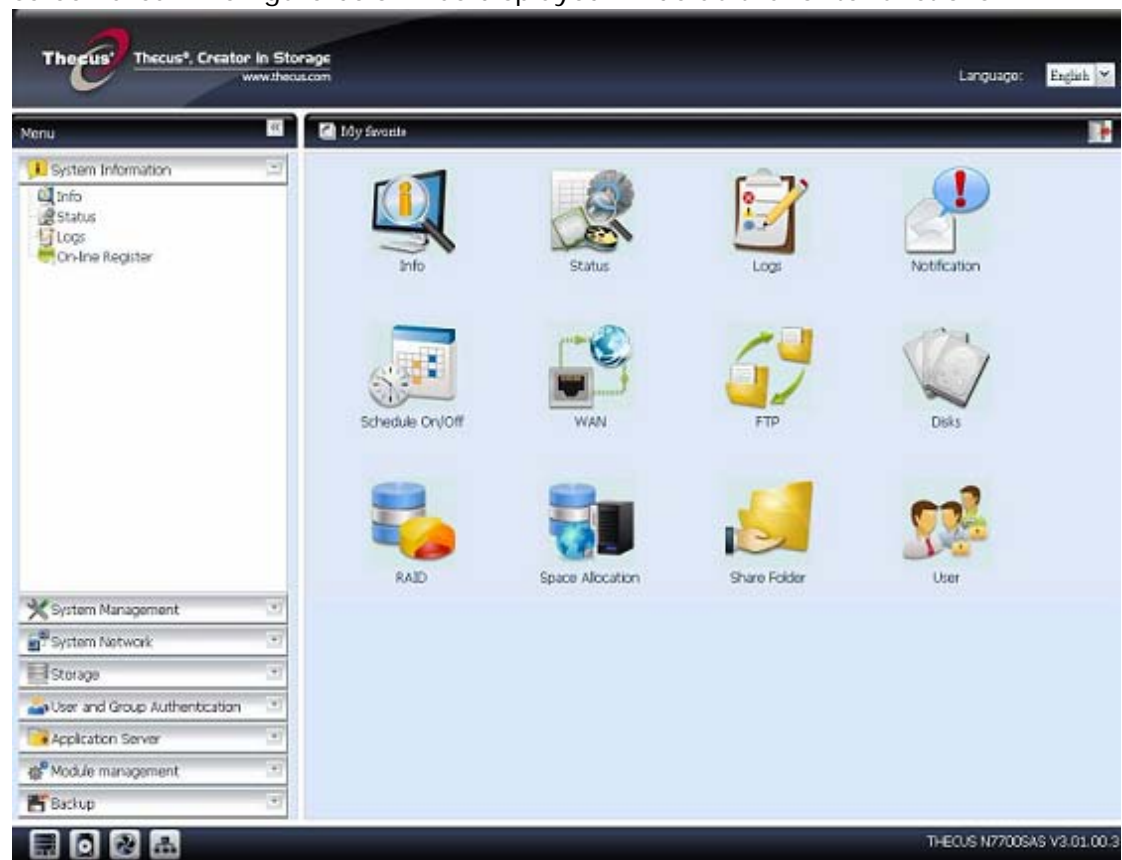 Thecus® Thecus®, Creator in Storage
www.thecus.com
Language: English
Menu
My favorite
System Information
Info
Status
Logs
On-line Register
Info Status Logs Notification
Schedule On/Off WAN FTP Disks
RAID Space Allocation Share Folder User
System Management
System Network
Storage
User and Group Authentication
Application Server
Module management
Backup
THECUS N7700SAS V3.01.00.3